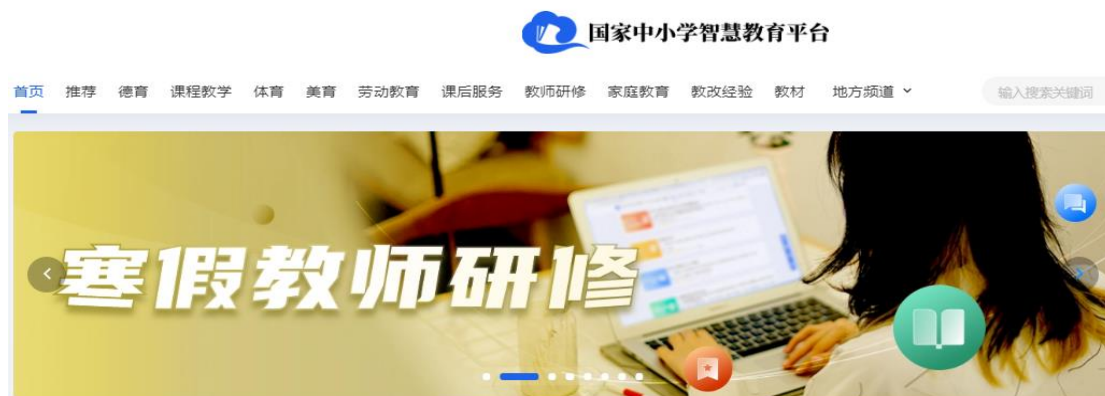 国家中小学智慧教育平台
首页 推荐 德育 课程教学 体育 美育 劳动教育 课后服务 教师研修 家庭教育 教改经验 教材 地方频道 输入搜索关键词
寒假教师研修